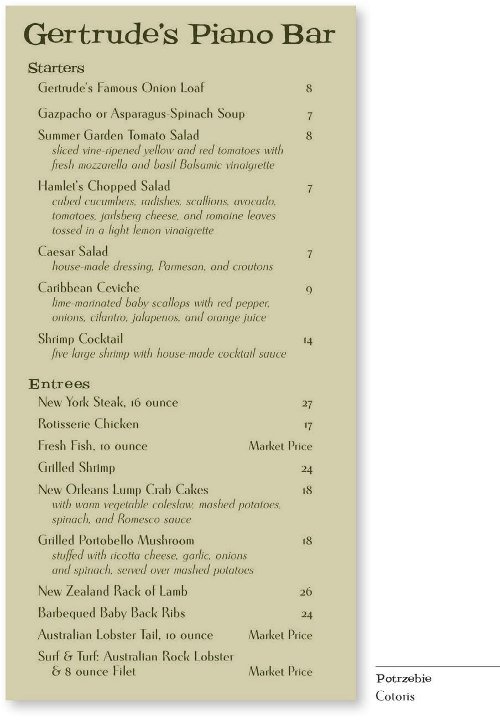 Gertrude's Piano Bar
Starters
Gertrude's Famous Onion Loaf 8
Gazpacho or Asparagus-Spinach Soup 7
Summer Garden Tomato Salad 8
sliced vine-ripened yellow and red tomatoes with
fresh mozzarella and basil Balsamic vinaigrette
Hamlet's Chopped Salad 7
cubed cucumbers, radishes, scallions, avocado,
tomatoes, jarlsberg cheese, and romaine leaves
tossed in a light lemon vinaigrette
Caesar Salad 7
house-made dressing, Parmesan, and croutons
Caribbean Ceviche 9
lime-marinated baby scallops with red pepper,
onions, cilantro, jalapenos, and orange juice
Shrimp Cocktail 14
five large shrimp with house-made cocktail sauce
Entrees
New York Steak, 16 ounce 27
Rotisserie Chicken 17
Fresh Fish, 10 ounce Market Price
Grilled Shrimp 24
New Orleans Lump Crab Cakes 18
with warm vegetable coleslaw, mashed potatoes,
spinach, and Romesco sauce
Grilled Portobello Mushroom 18
stuffed with ricotta cheese, garlic, onions
and spinach, served over mashed potatoes
New Zealand Rack of Lamb 26
Barbequed Baby Back Ribs 24
Australian Lobster Tail, 10 ounce Market Price
Surf & Turf: Australian Rock Lobster
& 8 ounce Filet Market Price
Potrzebie
Cotoris